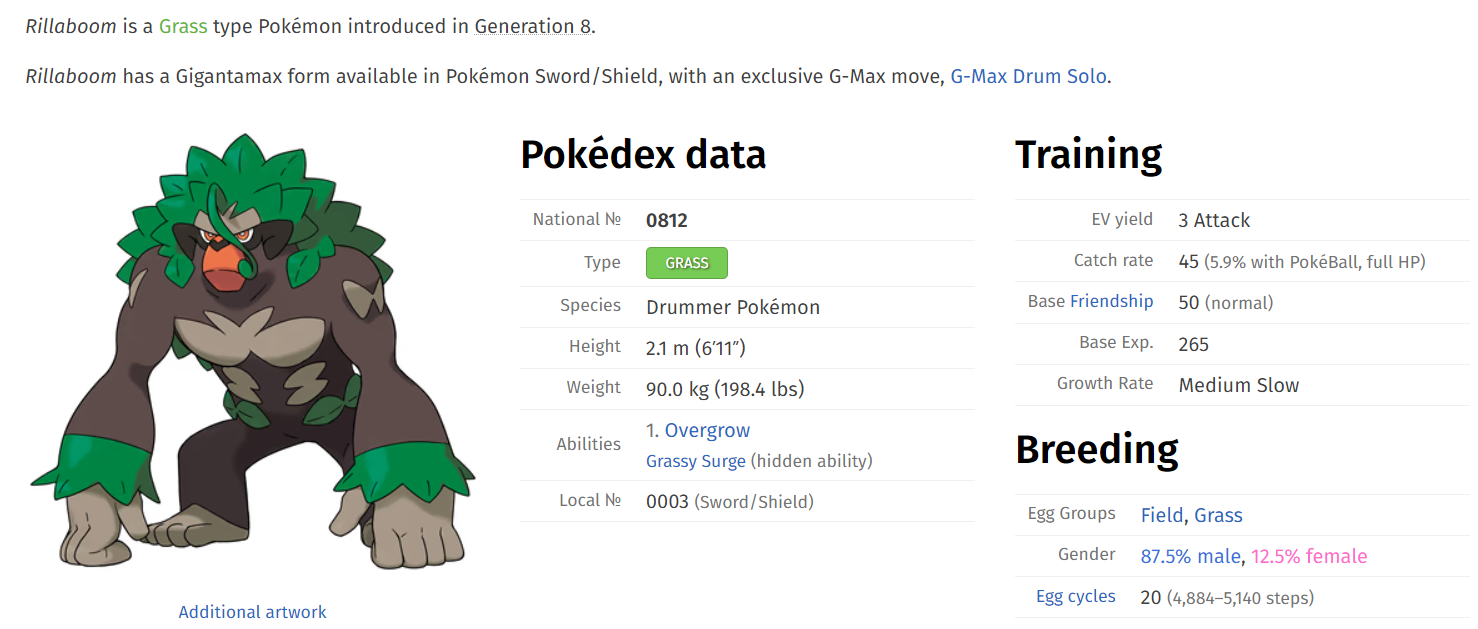 Rillaboom is a Grass type Pokémon introduced in Generation 8.
Rillaboom has a Gigantamax form available in Pokémon Sword/Shield, with an exclusive G-Max move, G-Max Drum Solo.
Additional artwork
Pokédex data
National № 0812
Type GRASS
Species Drummer Pokémon
Height 2.1 m (6′11″)
Weight 90.0 kg (198.4 lbs)
Abilities 1. Overgrow
Grassy Surge (hidden ability)
Local № 0003 (Sword/Shield)
Training
EV yield 3 Attack
Catch rate 45 (5.9% with PokéBall, full HP)
Base Friendship 50 (normal)
Base Exp. 265
Growth Rate Medium Slow
Breeding
Egg Groups Field, Grass
Gender 87.5% male, 12.5% female
Egg cycles 20 (4,884–5,140 steps)